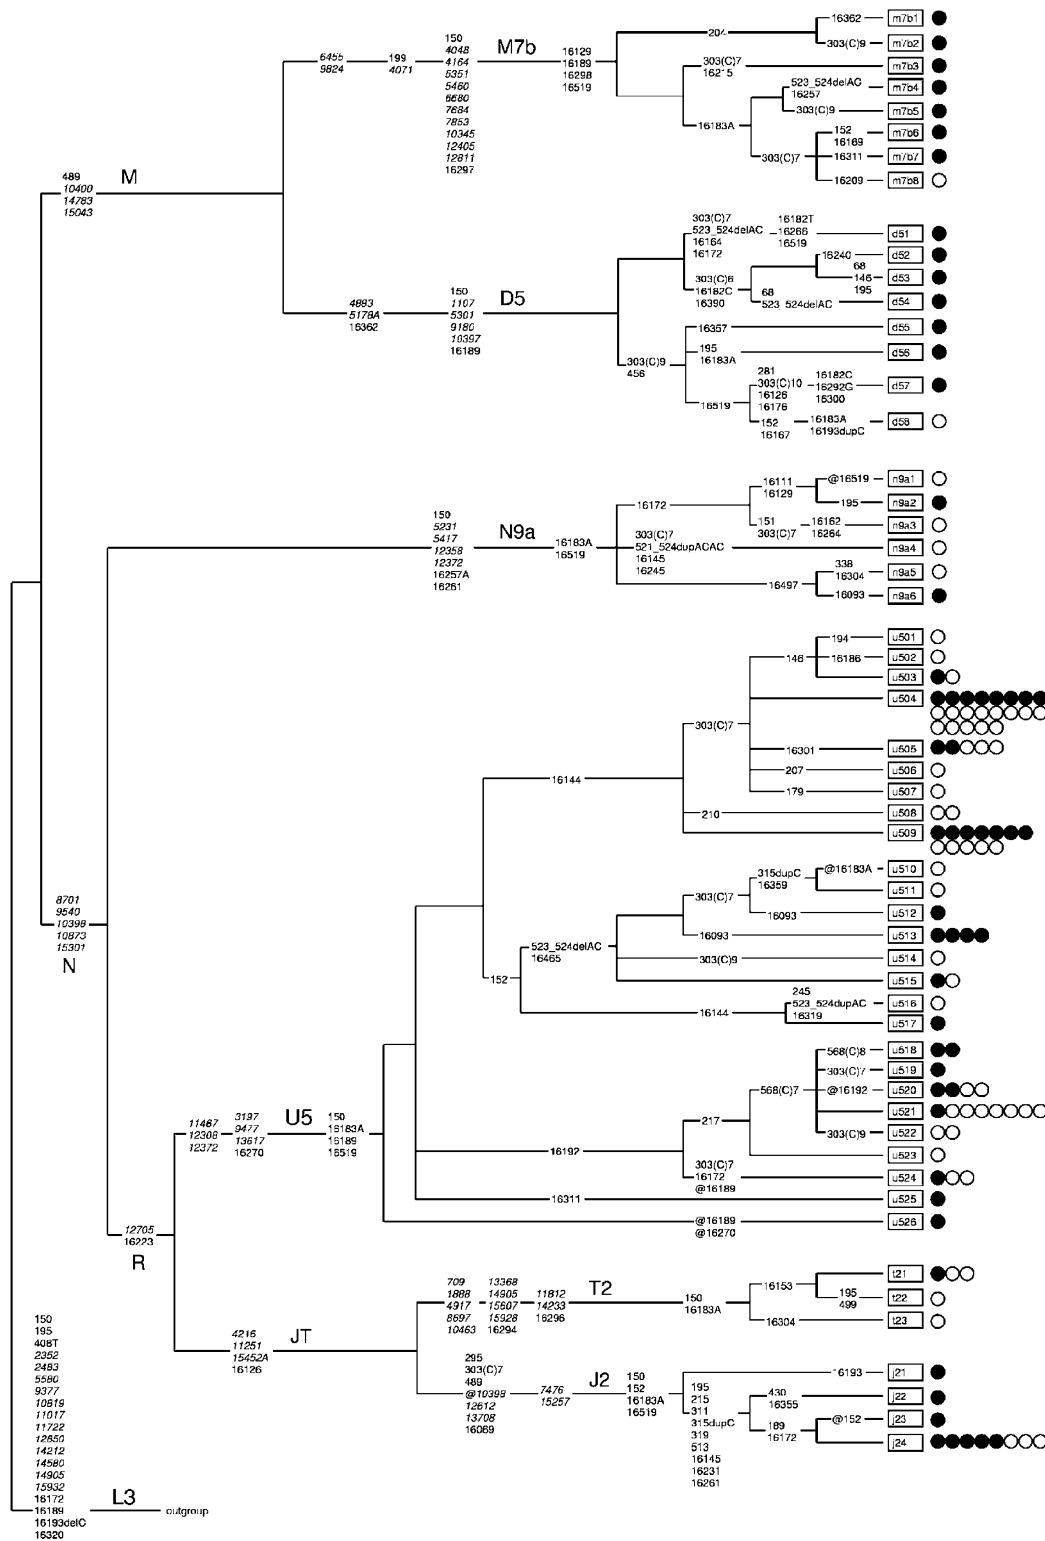 16362
m7b1
204
303(C)9
m7b2
150
4048
4164
5351
5460
6680
7684
7853
10345
12405
12811
16297
M7b
6455
9824
199
4071
16129
16189
16298
16519
303(C)7
16215
m7b3
523_524delAC
16257
m7b4
303(C)9
m7b5
16183A
152
16169
m7b6
303(C)7
16311
m7b7
16209
m7b8
M
489
10400
14783
15043
303(C)7
523_524delAC
16164
16172
16182T
16266
16519
d51
16240
d52
68
146
195
d53
303(C)6
16182C
16390
68
523_524delAC
d54
4883
5178A
16362
150
1107
5301
9180
10397
16189
D5
16357
d55
303(C)9
456
195
16183A
d56
281
303(C)10
16126
16176
16182C
16292G
16300
d57
16519
152
16167
16183A
16193dupC
d58
16111
16129
@16519
n9a1
16172
195
n9a2
151
303(C)7
16162
16264
n9a3
150
5231
5417
12358
12372
16257A
16261
N9a
16183A
16519
303(C)7
521_524dupACAC
16145
16245
n9a4
338
16304
n9a5
16497
16093
n9a6
194
u501
146
16186
u502
u503
u504
303(C)7
16301
u505
207
u506
16144
179
u507
210
u508
u509
315dupC
16359
@16183A
u510
u511
303(C)7
16093
u512
8701
9540
10398
10873
15301
N
16093
u513
523_524delAC
16465
303(C)9
u514
152
u515
245
523_524dupAC
16319
u516
16144
u517
568(C)8
u518
303(C)7
u519
568(C)7
@16192
u520
u521
217
303(C)9
u522
11467
12308
12372
3197
9477
13617
16270
U5
150
16183A
16189
16519
16192
u523
303(C)7
16172
@16189
u524
16311
u525
@16189
@16270
u526
12705
16223
R
709
1888
4917
8697
10463
13368
14905
15607
15928
16294
11812
14233
16296
T2
150
16183A
16153
t21
195
499
t22
16304
t23
4216
11251
15452A
16126
JT
295
303(C)7
489
@10398
12612
13708
16069
7476
15257
J2
150
152
16183A
16519
16193
j21
195
215
311
315dupC
319
513
16145
16231
16261
430
16355
j22
189
16172
@152
j23
j24
150
195
408T
2352
2483
5580
9377
10819
11017
11722
12850
14212
14580
14905
15932
16172
16189
16193delC
16320
L3
outgroup